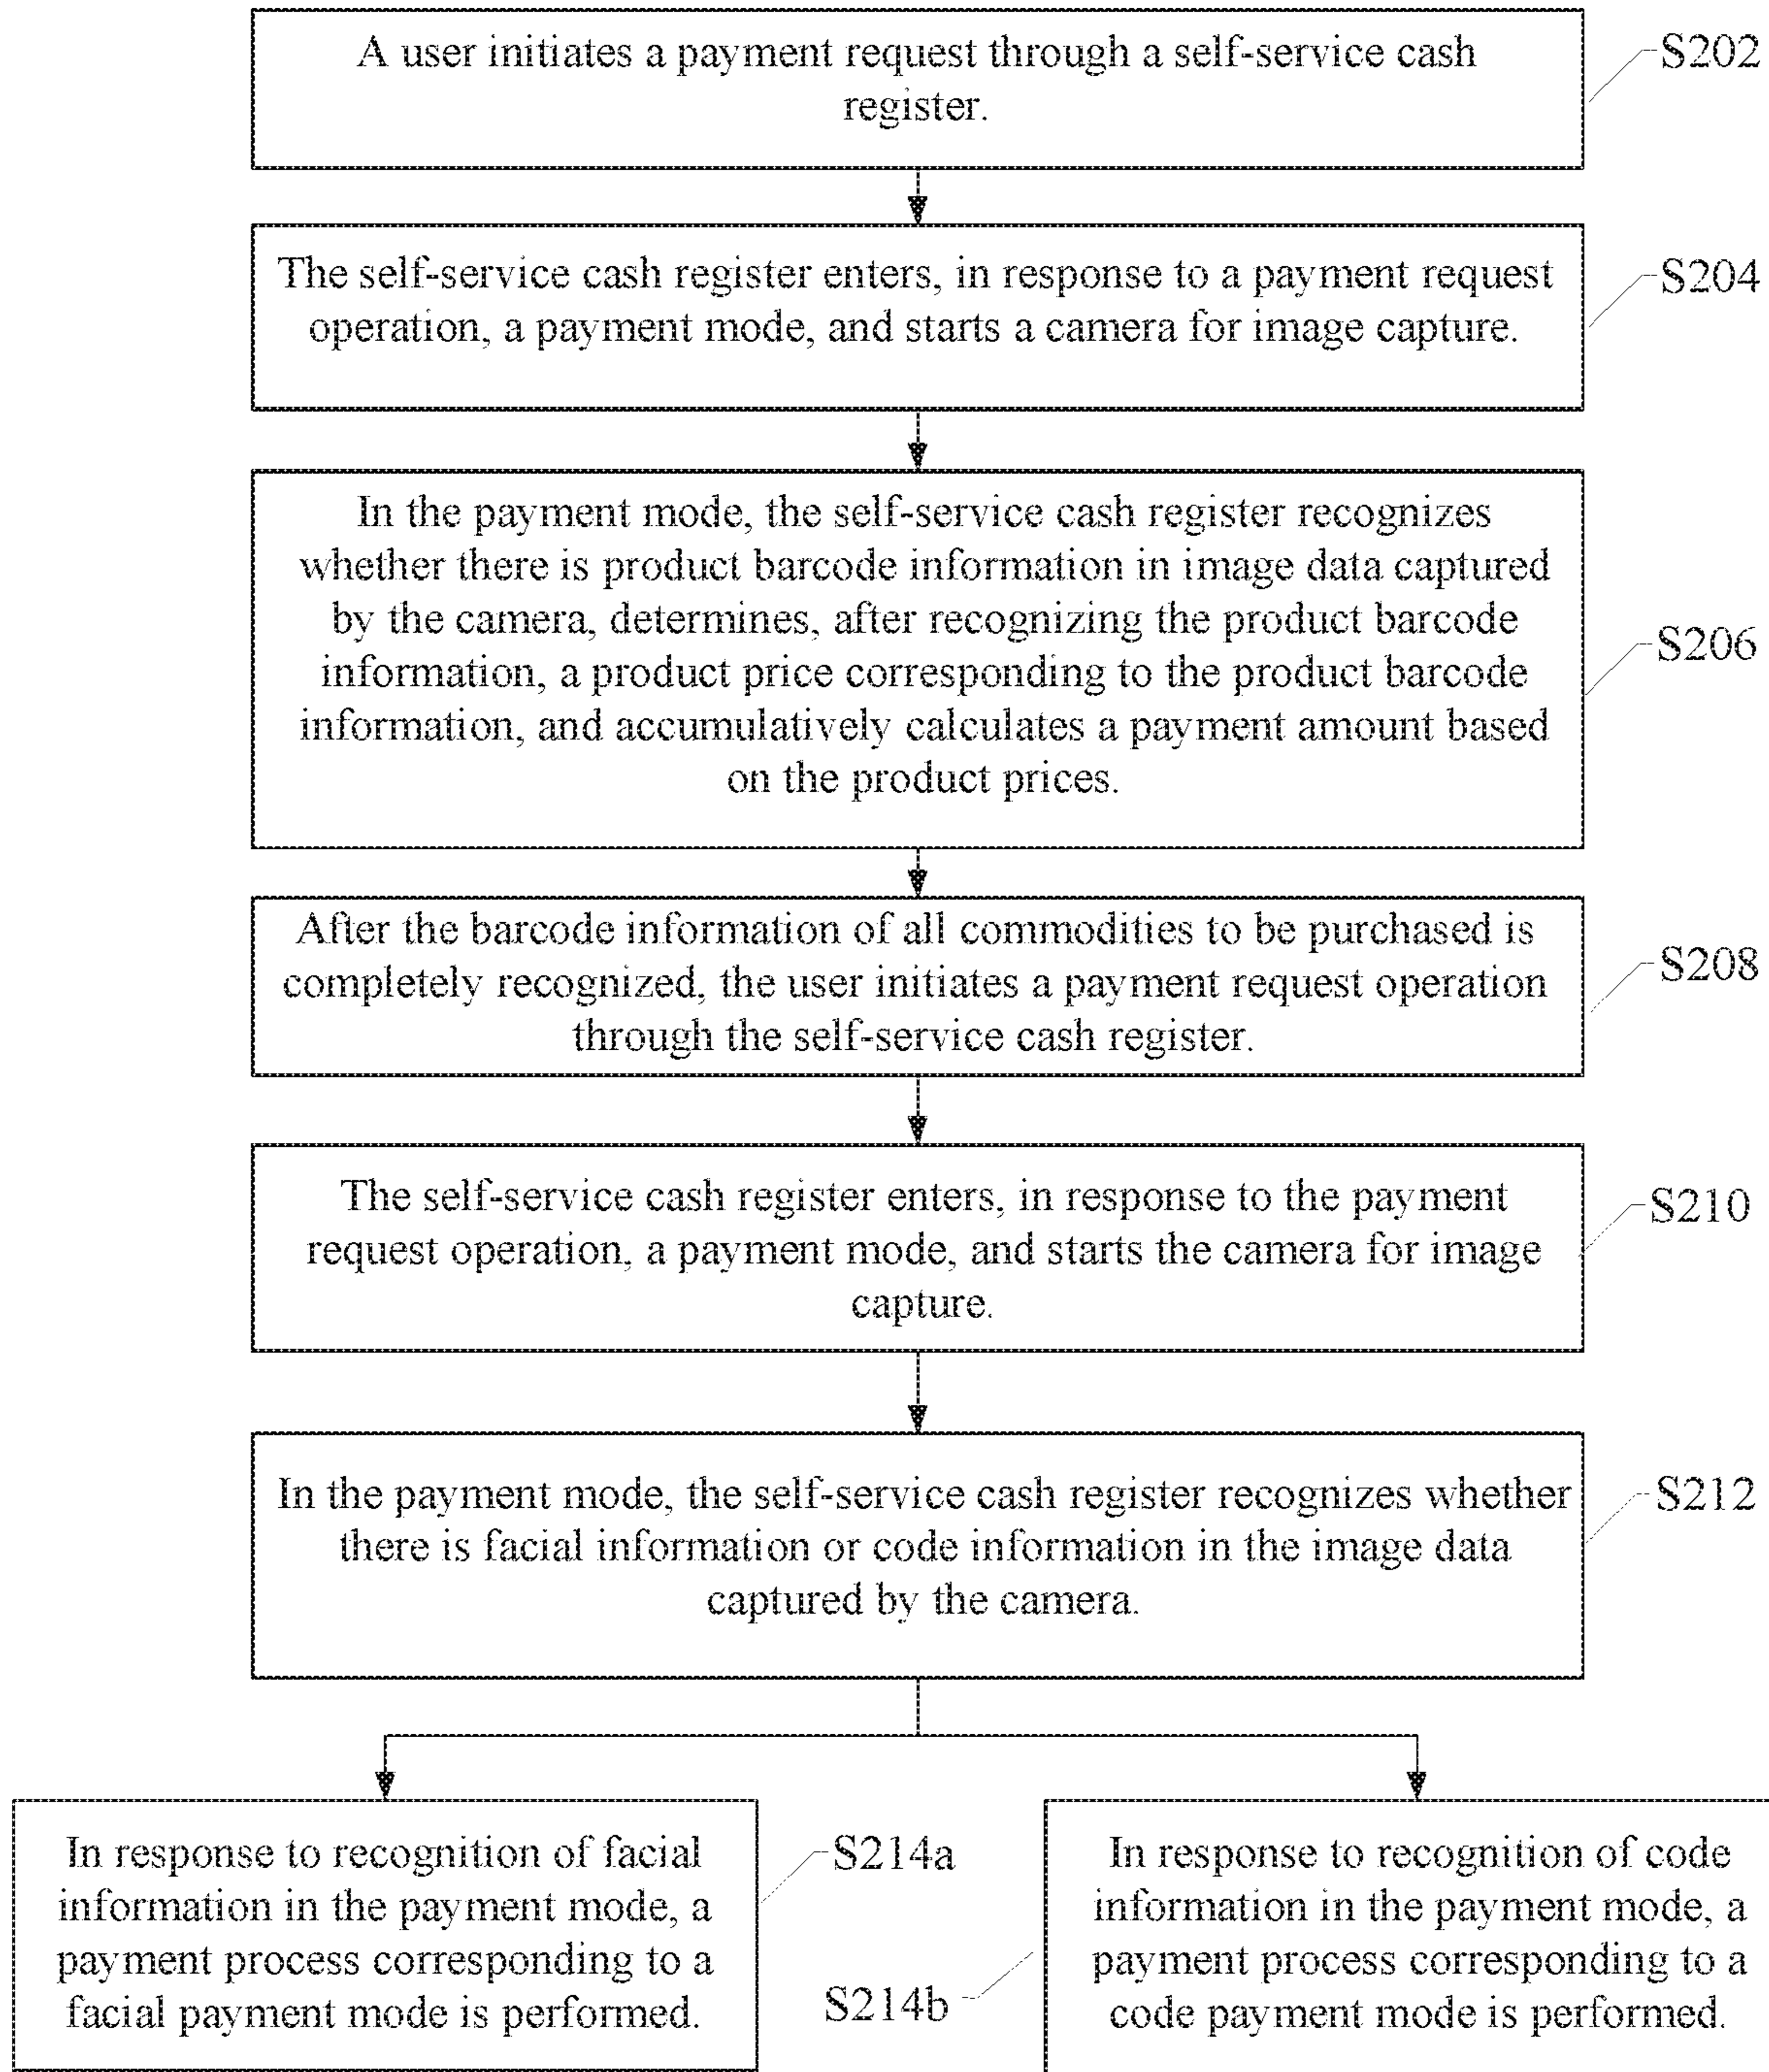 A user initiates a payment request through a self-service cash
register.
S202
The self-service cash register enters, in response to a payment request
operation, a payment mode, and starts a camera for image capture.
S204
In the payment mode, the self-service cash register recognizes
whether there is product barcode information in image data captured
by the camera, determines, after recognizing the product barcode
information, a product price corresponding to the product barcode
information, and accumulatively calculates a payment amount based
on the product prices.
S206
After the barcode information of all commodities to be purchased is
completely recognized, the user initiates a payment request operation
through the self-service cash register.
S208
The self-service cash register enters, in response to the payment
request operation, a payment mode, and starts the camera for image
capture.
S210
In the payment mode, the self-service cash register recognizes whether
there is facial information or code information in the image data
captured by the camera.
S212
In response to recognition of facial
information in the payment mode, a
payment process corresponding to a
facial payment mode is performed.
S214a
In response to recognition of code
information in the payment mode, a
payment process corresponding to a
code payment mode is performed.
S214b